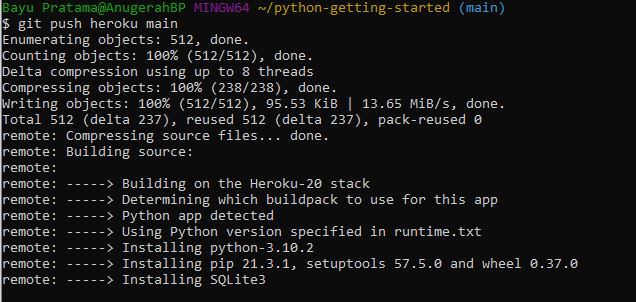 Bayu Pratama@AnugerahBP MINGW64 ~/python-getting-started (main)
$ git push heroku main
Enumerating objects: 512, done.
Counting objects: 100% (512/512), done.
Delta compression using up to 8 threads
Compressing objects: 100% (238/238), done.
Writing objects: 100% (512/512), 95.53 KiB | 13.65 MiB/s, done.
Total 512 (delta 237), reused 512 (delta 237), pack-reused 0
remote: Compressing source files... done.
remote: Building source:
remote:
remote: -----> Building on the Heroku-20 stack
remote: -----> Determining which buildpack to use for this app
remote: -----> Python app detected
remote: -----> Using Python version specified in runtime.txt
remote: -----> Installing python-3.10.2
remote: -----> Installing pip 21.3.1, setuptools 57.5.0 and wheel 0.37.0
remote: -----> Installing SQLite3